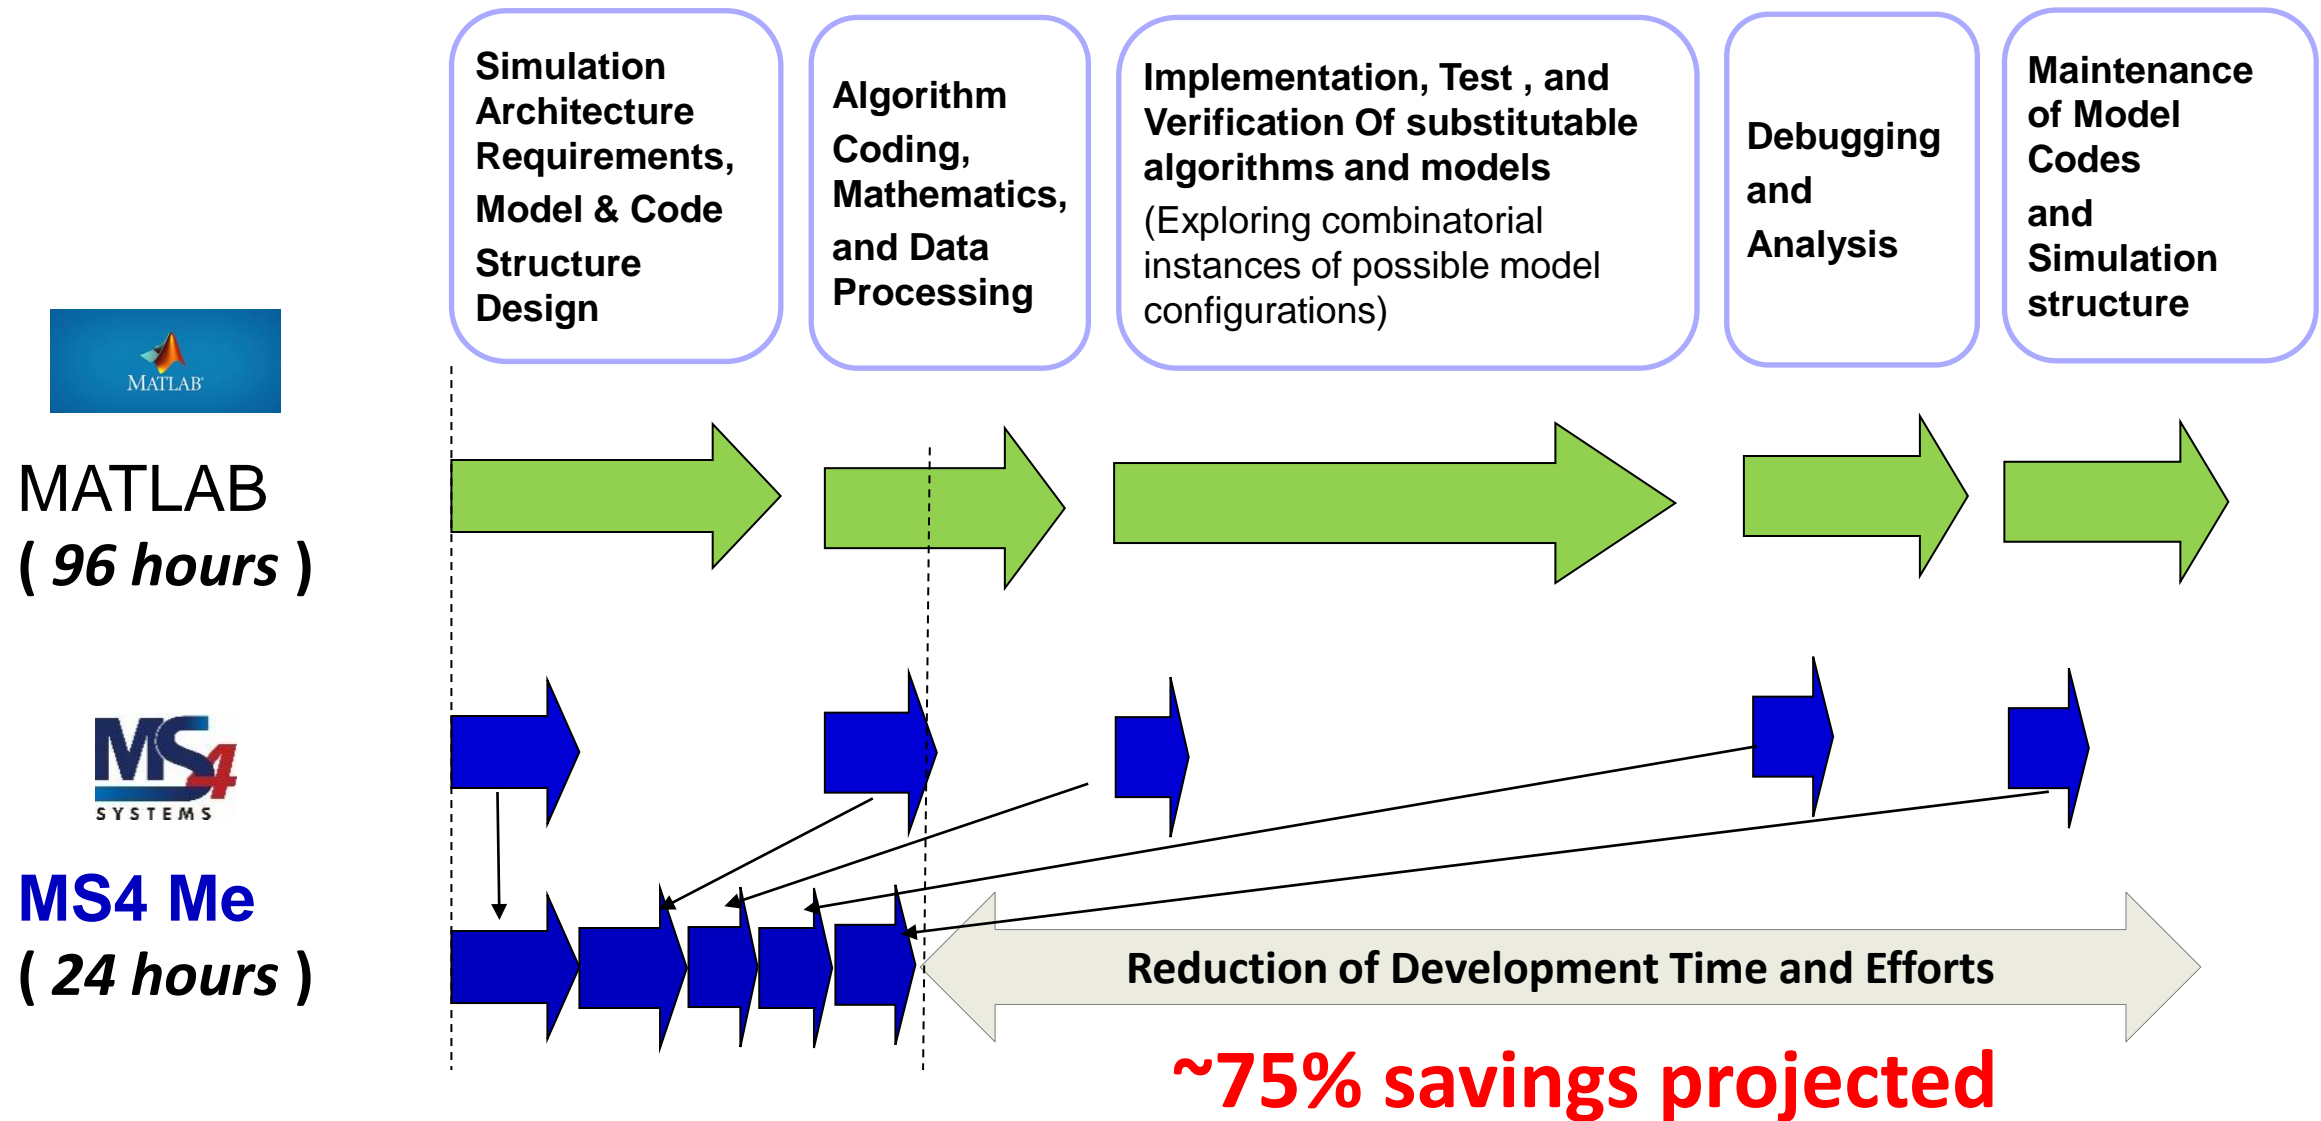 Simulation
Architecture
Requirements,
Model & Code
Structure
Design
Algorithm
Coding,
Mathematics,
and Data
Processing
Implementation, Test , and
Verification Of substitutable
algorithms and models
(Exploring combinatorial
instances of possible model
configurations)
Debugging
and
Analysis
Maintenance
of Model
Codes
and
Simulation
structure
MATLAB®
MATLAB
( 96 hours )
MS4
SYSTEMS
MS4 Me
( 24 hours )
Reduction of Development Time and Efforts
~75% savings projected